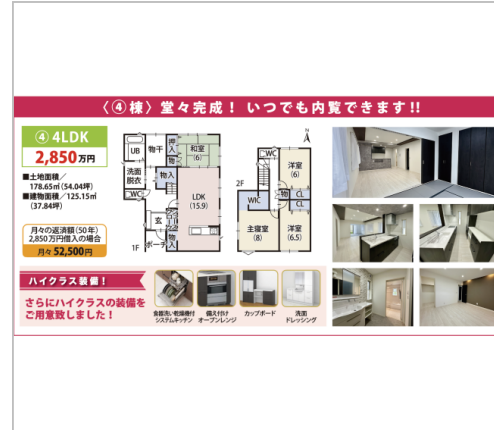 〈④棟〉堂々完成！ いつでも内覧できます!!
④ 4LDK
2,850万円
■土地面積／
178.65㎡(54.04坪)
■建物面積／125.15㎡
(37.84坪)
月々の返済額(50年)
2,850万円借入の場合
月々 52,500円
UB
物干
押入
物
和室
(6)
WC
洗面
脱衣
物入
LDK
(15.9)
玄
物入
ポーチ
1F
N
WC
洋室
(6)
2F
物
CL
CL
WIC
主寝室
(8)
洋室
(6.5)
ハイクラス装備！
さらにハイクラスの装備を
ご用意致しました！
食器洗い乾燥機付
システムキッチン
備え付け
オーブンレンジ
カップボード
洗面
ドレッシング